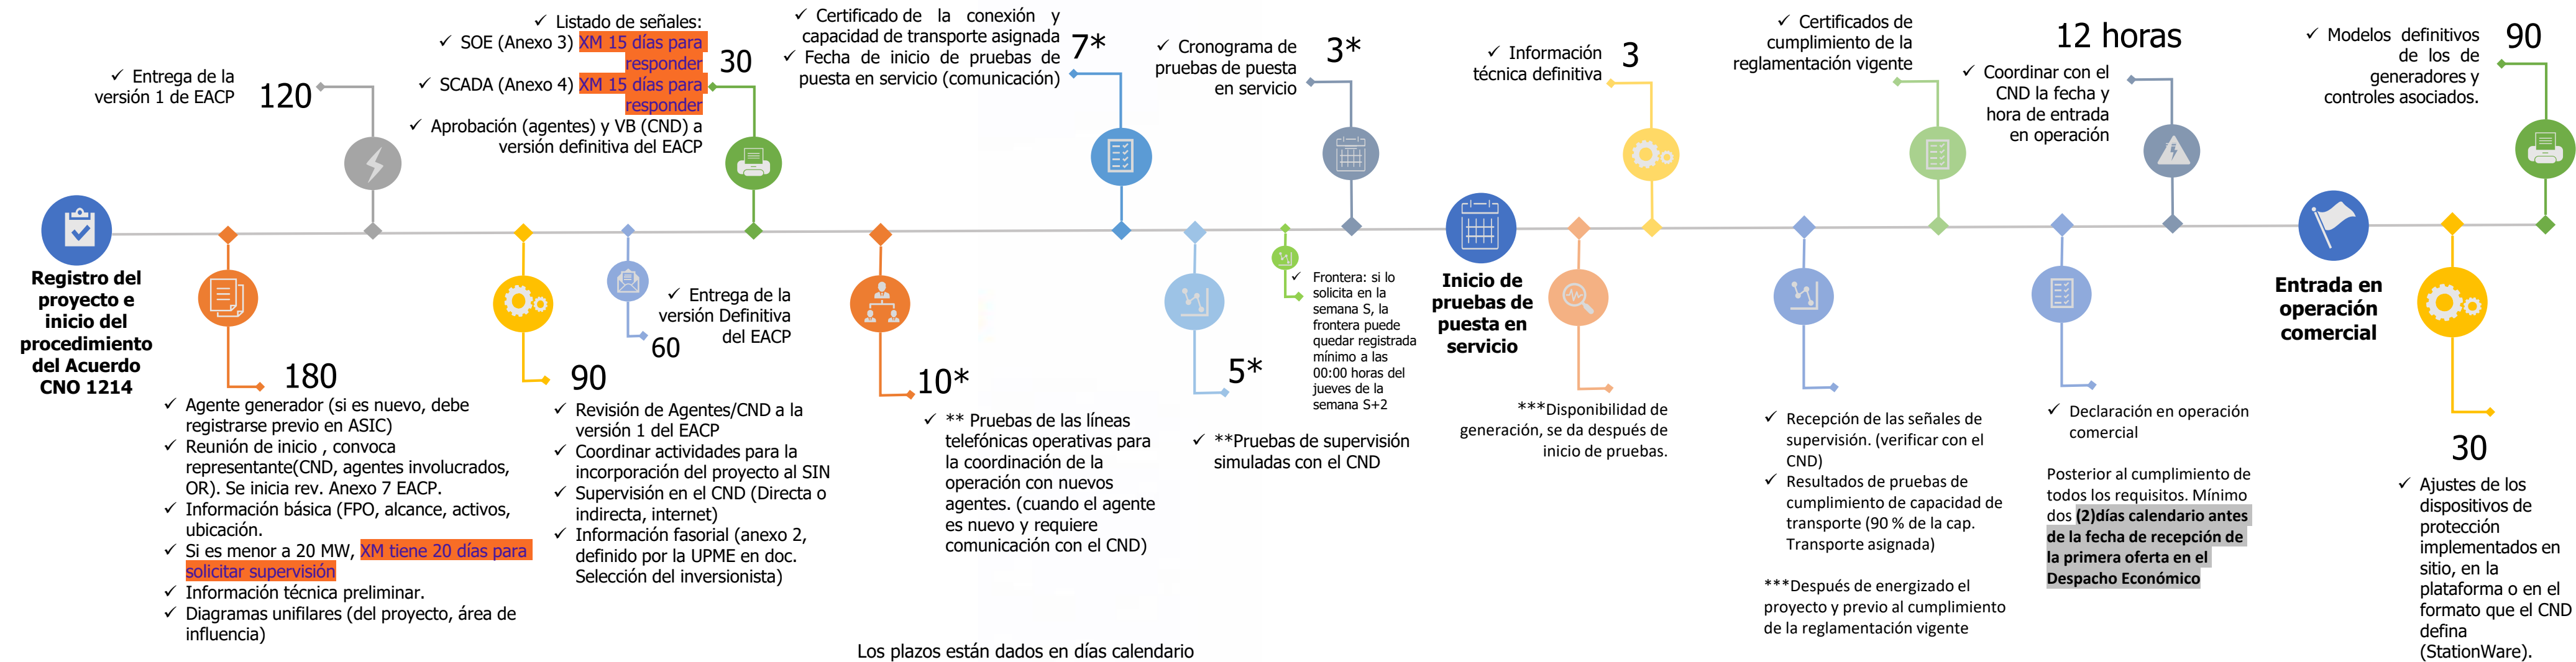 Registro del
proyecto e
inicio del
procedimiento
del Acuerdo
CNO 1214
180
✓ Agente generador (si es nuevo, debe
registrarse previo en ASIC)
✓ Reunión de inicio , convoca
representante(CND, agentes involucrados,
OR). Se inicia rev. Anexo 7 EACP.
✓ Información básica (FPO, alcance, activos,
ubicación.
✓ Si es menor a 20 MW, XM tiene 20 días para
solicitar supervisión
✓ Información técnica preliminar.
✓ Diagramas unifilares (del proyecto, área de
influencia)
✓ Entrega de la
versión 1 de EACP
120
90
✓ Revisión de Agentes/CND a la
versión 1 del EACP
✓ Coordinar actividades para la
incorporación del proyecto al SIN
✓ Supervisión en el CND (Directa o
indirecta, internet)
✓ Información fasorial (anexo 2,
definido por la UPME en doc.
Selección del inversionista)
✓ Entrega de la
versión Definitiva
del EACP
60
✓ Listado de señales:
✓ SOE (Anexo 3) XM 15 días para
responder
✓ SCADA (Anexo 4) XM 15 días para
responder
✓ Aprobación (agentes) y VB (CND) a
versión definitiva del EACP
30
10*
✓ ** Pruebas de las líneas
telefónicas operativas para
la coordinación de la
operación con nuevos
agentes. (cuando el agente
es nuevo y requiere
comunicación con el CND)
✓ Certificado de la conexión y
capacidad de transporte asignada
✓ Fecha de inicio de pruebas de
puesta en servicio (comunicación)
7*
5*
✓ **Pruebas de supervisión
simuladas con el CND
✓ Frontera: si lo
solicita en la
semana S, la
frontera puede
quedar registrada
mínimo a las
00:00 horas del
jueves de la
semana S+2
✓ Cronograma de
pruebas de puesta
en servicio
3*
Inicio de
pruebas de
puesta en
servicio
***Disponibilidad de
generación, se da después de
inicio de pruebas.
✓ Información
técnica definitiva
3
✓ Recepción de las señales de
supervisión. (verificar con el
CND)
✓ Resultados de pruebas de
cumplimiento de capacidad de
transporte (90 % de la cap.
Transporte asignada)
***Después de energizado el
proyecto y previo al cumplimiento
de la reglamentación vigente
✓ Certificados de
cumplimiento de la
reglamentación vigente
✓ Declaración en operación
comercial
Posterior al cumplimiento de
todos los requisitos. Mínimo
dos (2)días calendario antes
de la fecha de recepción de
la primera oferta en el
Despacho Económico
12 horas
✓ Coordinar con el
CND la fecha y
hora de entrada
en operación
Entrada en
operación
comercial
30
✓ Ajustes de los
dispositivos de
protección
implementados en
sitio, en la
plataforma o en el
formato que el CND
defina
(StationWare).
✓ Modelos definitivos
de los de
generadores y
controles asociados.
90
Los plazos están dados en días calendario